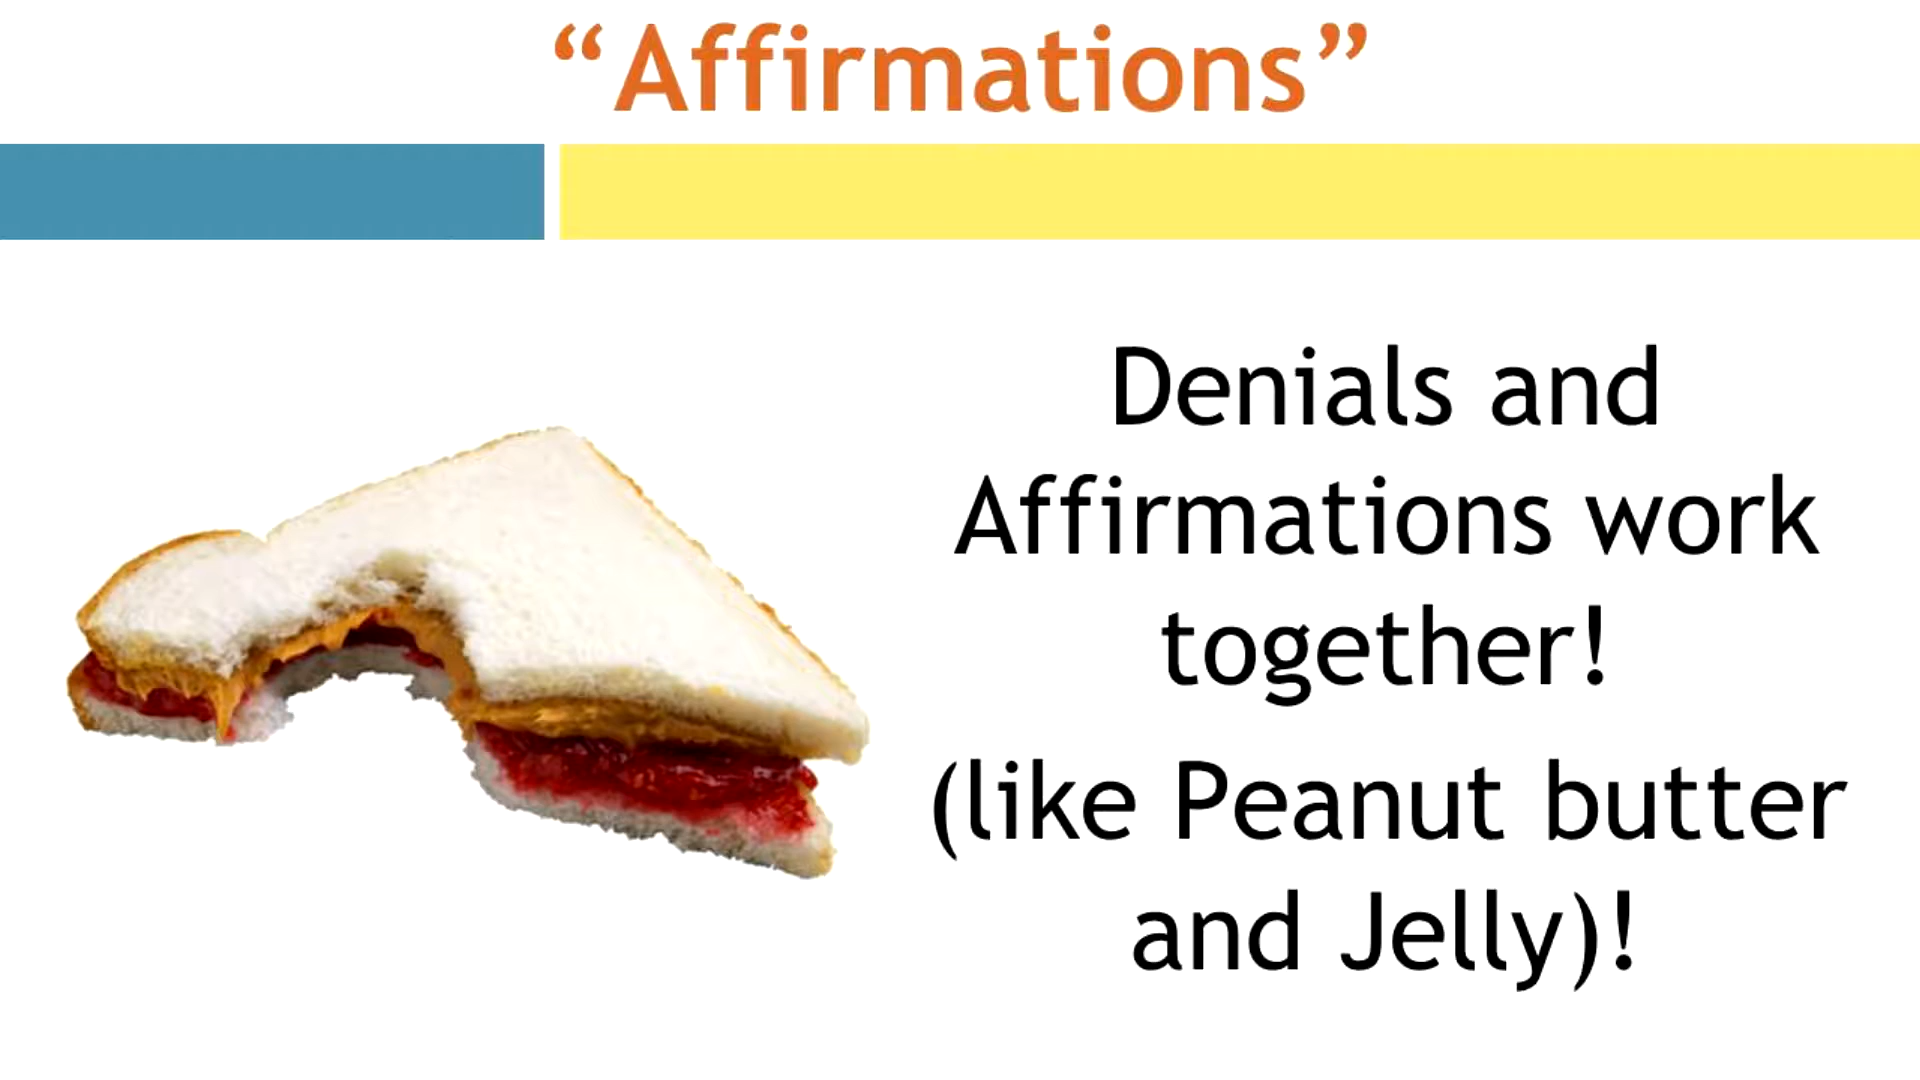 “Affirmations”
Denials and
Affirmations work
together!
(like Peanut butter
and Jelly)!